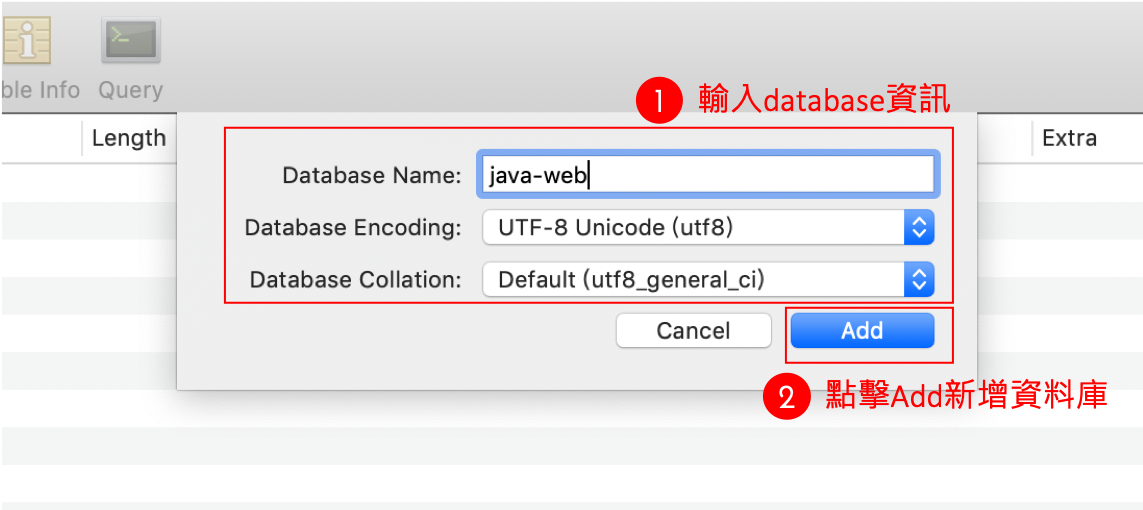 ble Info Query
1 輸入database資訊
Length
Extra
Database Name: java-web
Database Encoding: UTF-8 Unicode (utf8)
Database Collation: Default (utf8_general_ci)
Cancel Add
2 點擊Add新增資料庫